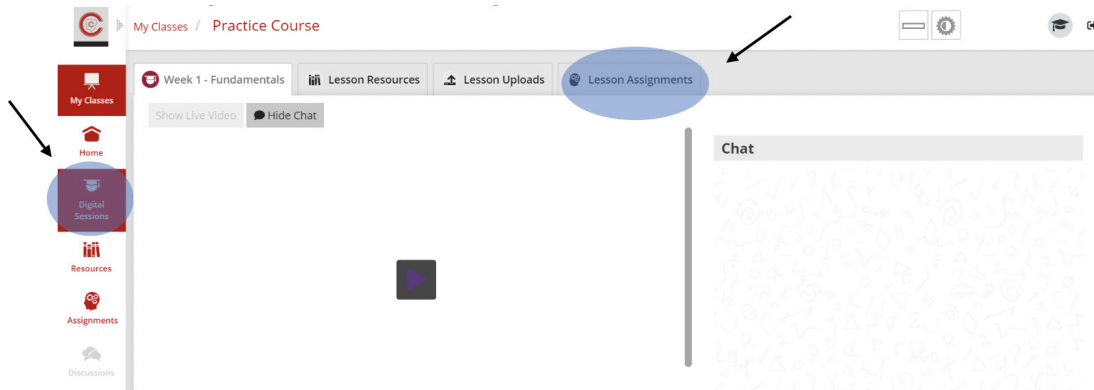 My Classes / Practice Course
My Classes
Home
Digital
Sessions
Resources
Assignments
Discussions
Week 1 - Fundamentals
Lesson Resources
Lesson Uploads
Lesson Assignments
Show Live Video
Hide Chat
Chat